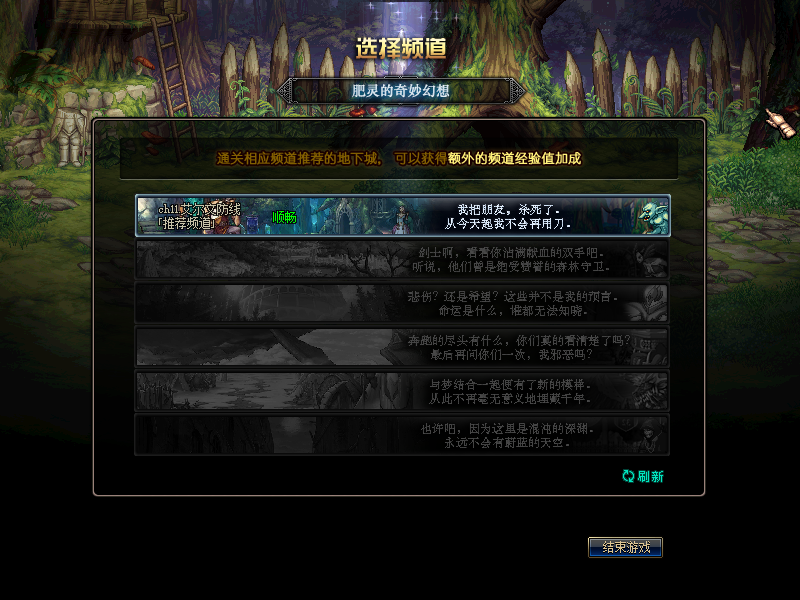 选择频道
肥灵的奇妙幻想
通关相应频道推荐的地下城, 可以获得额外的频道经验值加成
ch11.艾尔文防线
「推荐频道」
顺畅
我把朋友，杀死了。
从今天起我不会再用刀。
剑士啊，看看你沾满献血的双手吧。
听说，他们曾是饱受赞誉的森林守卫。
悲伤？还是希望？这些并不是我的预言。
命运是什么，谁都无法知晓。
奔跑的尽头有什么，你们真的看清楚了吗？
最后再问你们一次，我邪恶吗？
与梦结合一起便有了新的模样。
从此不再毫无意义地埋藏千年。
也许吧，因为这里是混沌的深渊。
永远不会有蔚蓝的天空。
刷新
结束游戏